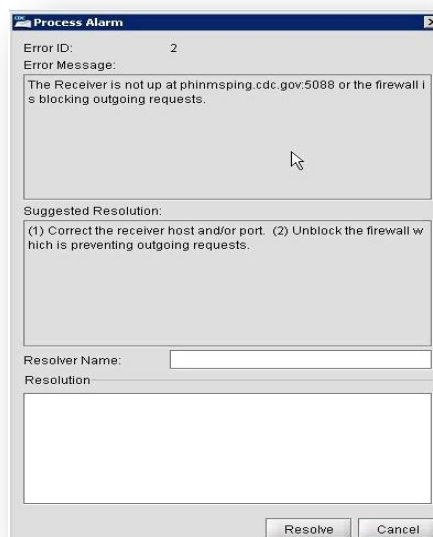 CDC Process Alarm
Error ID: 2
Error Message:
The Receiver is not up at phinmsping.cdc.gov:5088 or the firewall i
s blocking outgoing requests.
Suggested Resolution:
(1) Correct the receiver host and/or port. (2) Unblock the firewall w
hich is preventing outgoing requests.
Resolver Name:
Resolution
Resolve Cancel